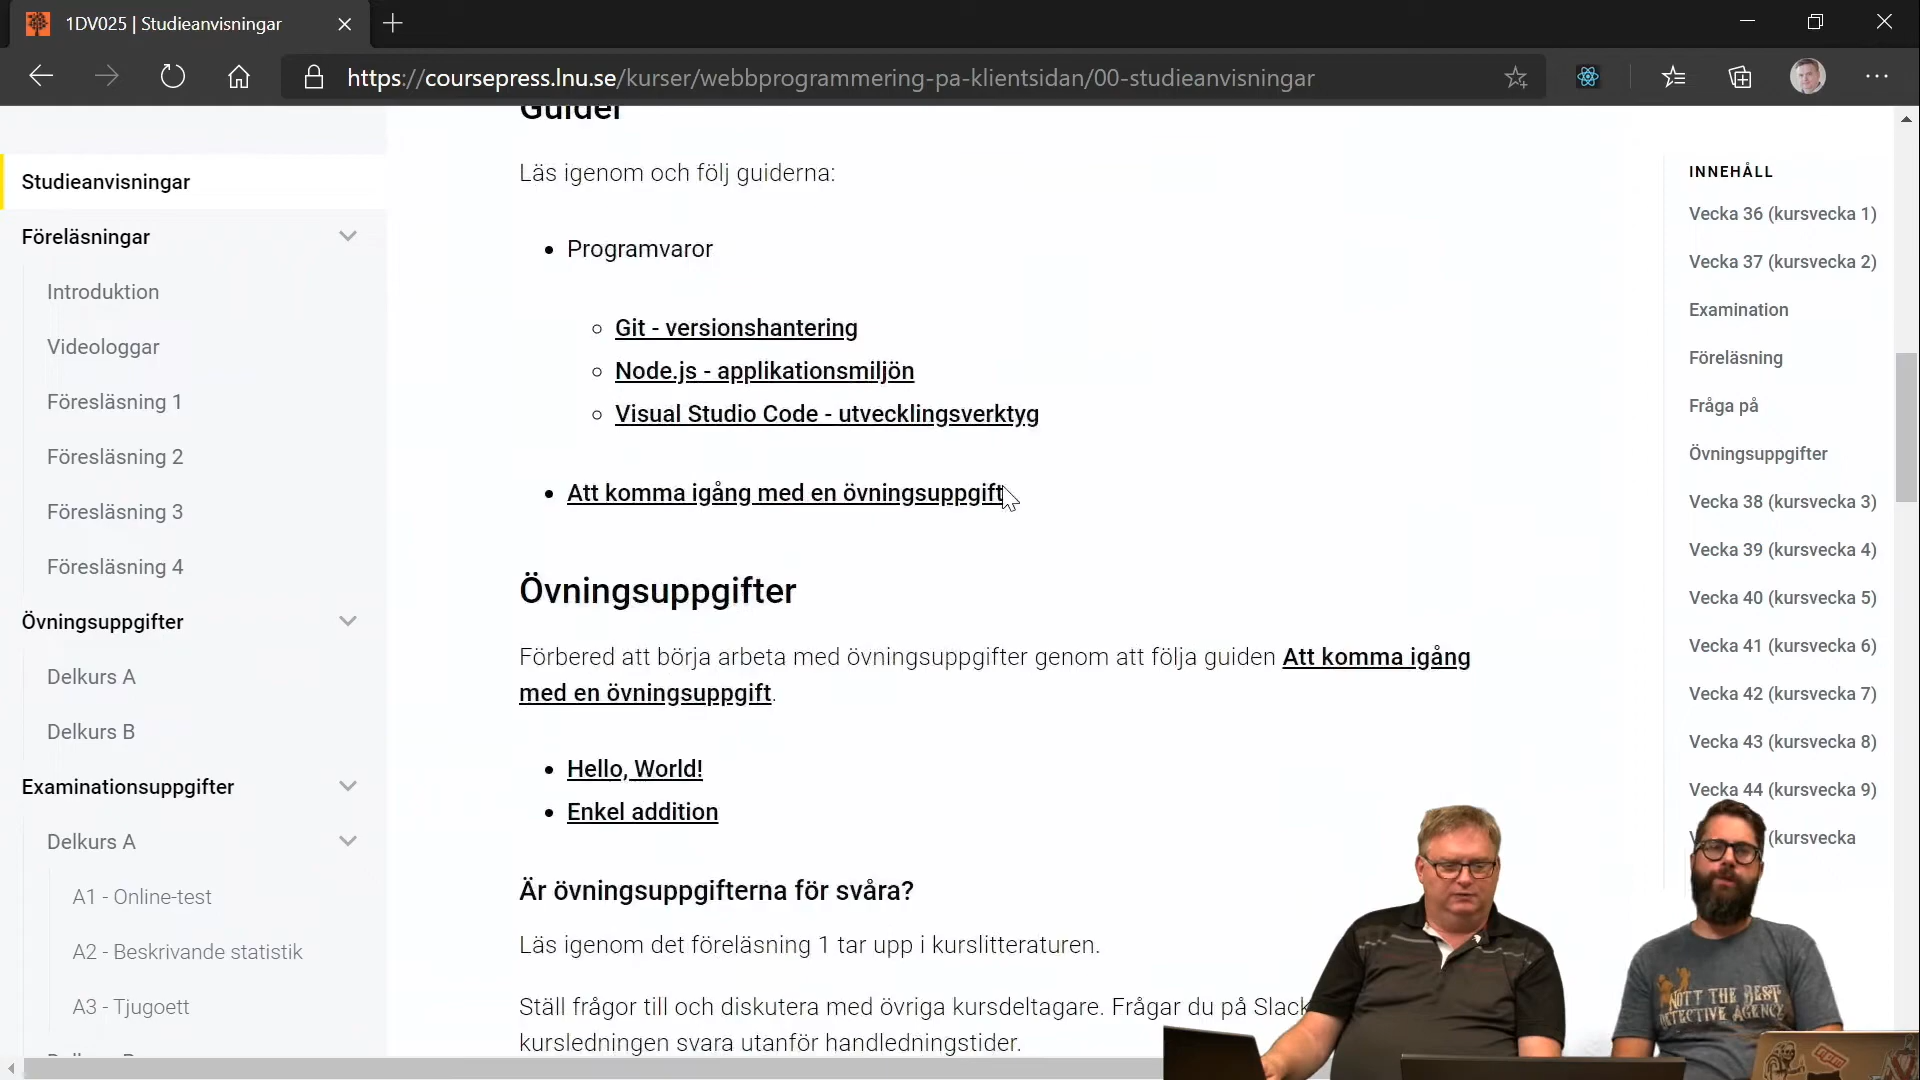 1DV025 | Studieanvisningar
https://coursepress.lnu.se/kurser/webbprogrammering-pa-klientsidan/00-studieanvisningar
Studieanvisningar
Föreläsningar
Introduktion
Videologgar
Föresläsning 1
Föresläsning 2
Föresläsning 3
Föresläsning 4
Övningsuppgifter
Delkurs A
Delkurs B
Examinationsuppgifter
Delkurs A
A1 - Online-test
A2 - Beskrivande statistik
A3 - Tjugoett
Guider
Läs igenom och följ guiderna:
Programvaror
Git - versionshantering
Node.js - applikationsmiljön
Visual Studio Code - utvecklingsverktyg
Att komma igång med en övningsuppgift
Övningsuppgifter
Förbered att börja arbeta med övningsuppgifter genom att följa guiden Att komma igång
med en övningsuppgift.
Hello, World!
Enkel addition
Är övningsuppgifterna för svåra?
Läs igenom det föreläsning 1 tar upp i kurslitteraturen.
Ställ frågor till och diskutera med övriga kursdeltagare. Frågar du på Slack
kursledningen svara utanför handledningstider.
INNEHÅLL
Vecka 36 (kursvecka 1)
Vecka 37 (kursvecka 2)
Examination
Föreläsning
Fråga på
Övningsuppgifter
Vecka 38 (kursvecka 3)
Vecka 39 (kursvecka 4)
Vecka 40 (kursvecka 5)
Vecka 41 (kursvecka 6)
Vecka 42 (kursvecka 7)
Vecka 43 (kursvecka 8)
Vecka 44 (kursvecka 9)
(kursvecka
NOTT THE BEST
DETECTIVE AGENCY
npm